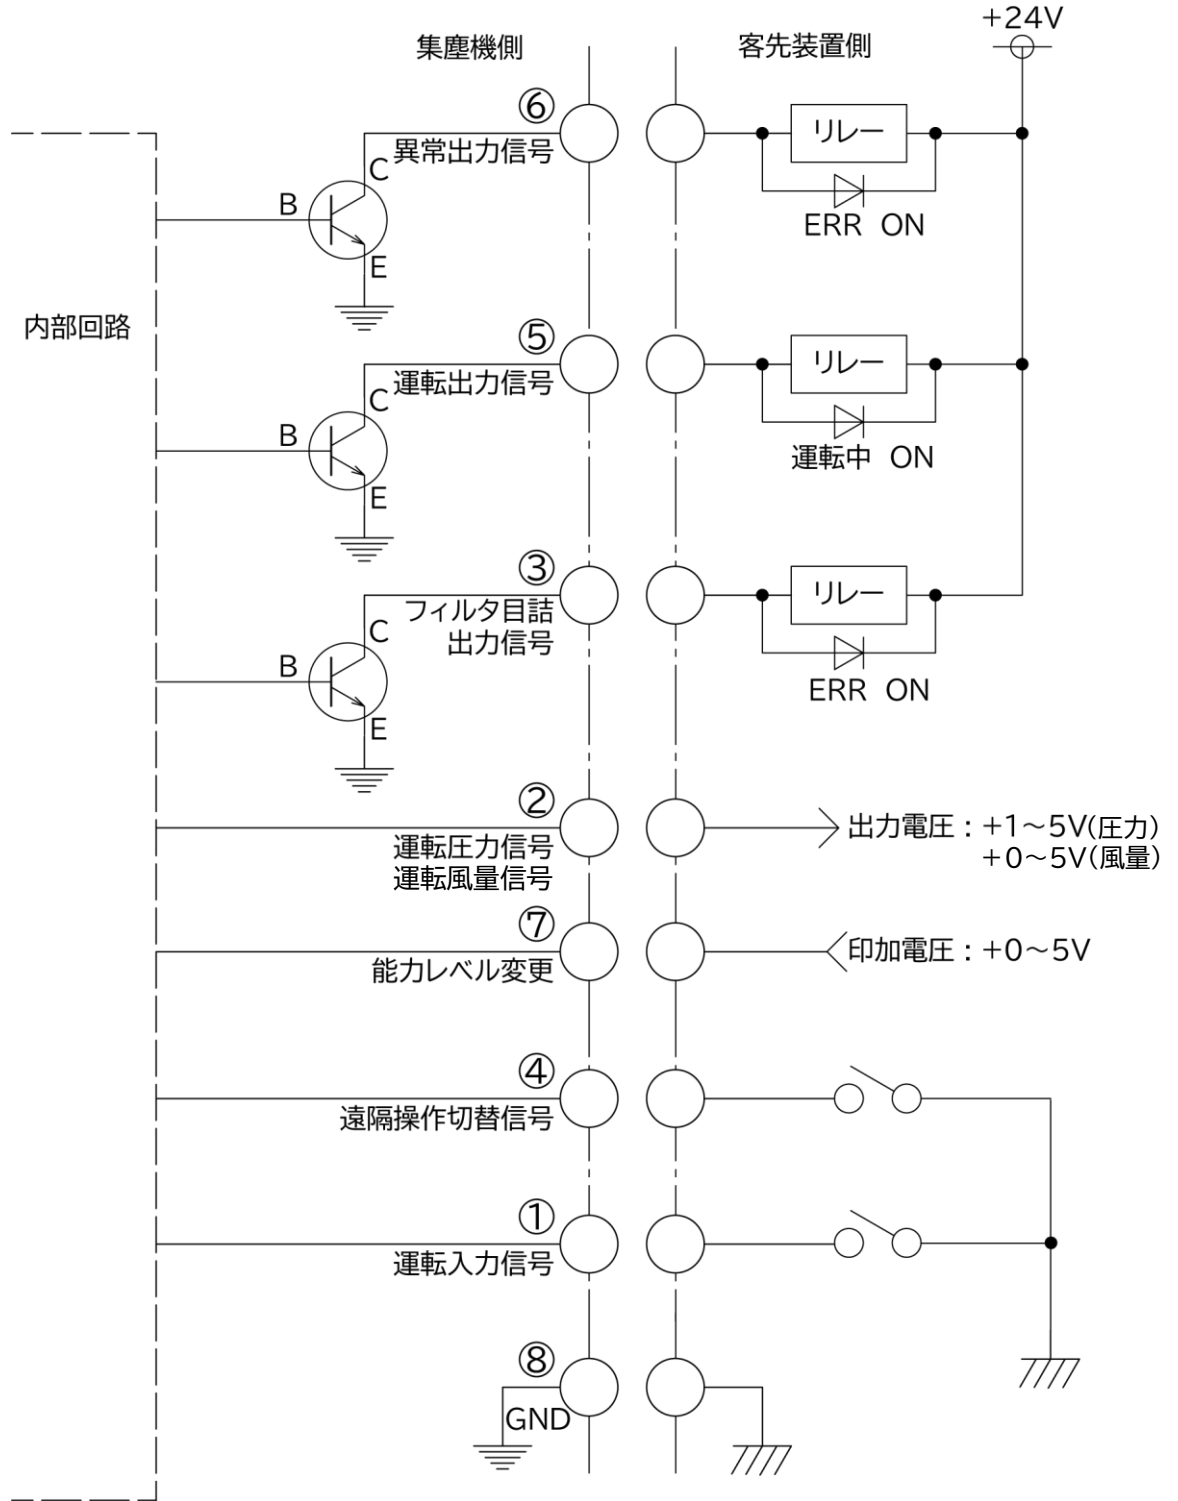 +24V
集塵機側
客先装置側
⑥
異常出力信号
リレー
C
B
E
ERR ON
内部回路
⑤
運転出力信号
リレー
C
B
E
運転中 ON
③
フィルタ目詰
出力信号
リレー
C
B
E
ERR ON
②
運転圧力信号
運転風量信号
出力電圧：+1～5V(圧力)
+0～5V(風量)
⑦
能力レベル変更
印加電圧：+0～5V
④
遠隔操作切替信号
①
運転入力信号
⑧
GND